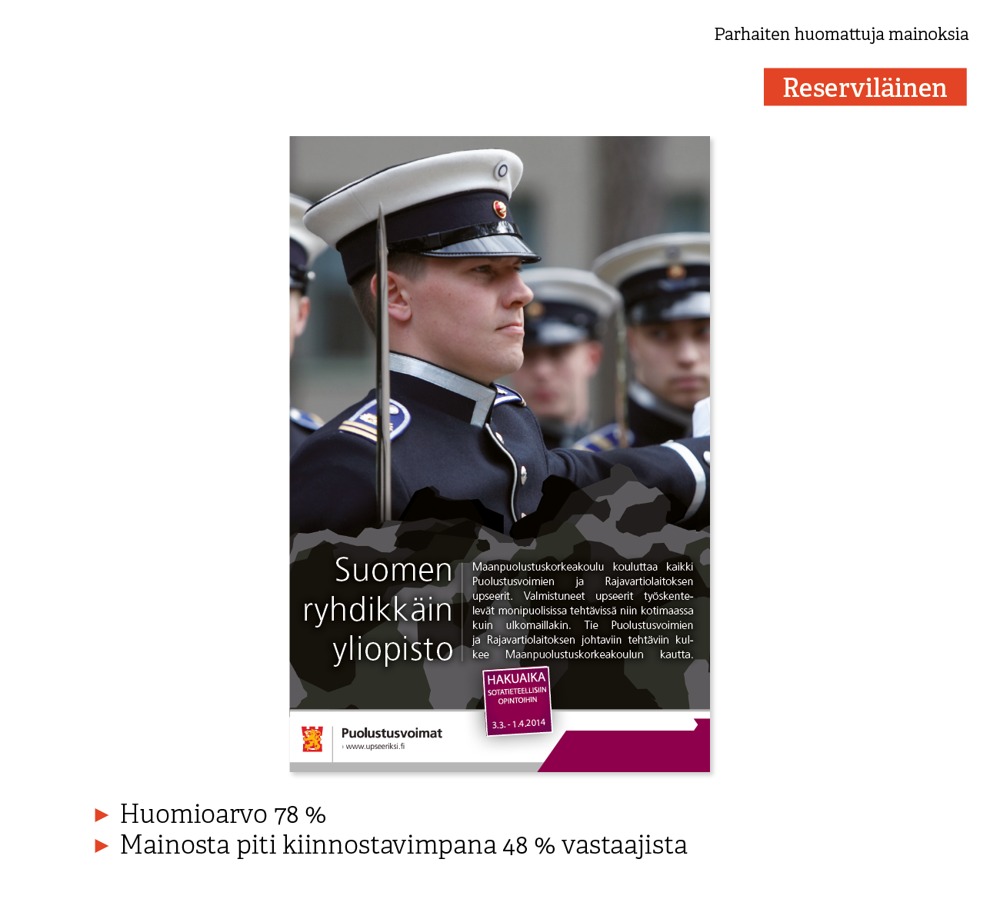 Parhaiten huomattuja mainoksia
Reserviläinen
Suomen
ryhdikkäin
yliopisto
Maanpuolustuskorkeakoulu kouluttaa kaikki
Puolustusvoimien ja Rajavartiolaitoksen
upseerit. Valmistuneet upseerit työskente-
levät monipuolisissa tehtävissä niin kotimaassa
kuin ulkomaillakin. Tie Puolustusvoimien
ja Rajavartiolaitoksen johtaviin tehtäviin kul-
kee Maanpuolustuskorkeakoulun kautta.
HAKUAIKA
SOTATIETEELLISIIN
OPINTOIHIN
3.3. - 1.4.2014
Puolustusvoimat
› www.upseeriksi.fi
► Huomioarvo 78 %
► Mainosta piti kiinnostavimpana 48 % vastaajista